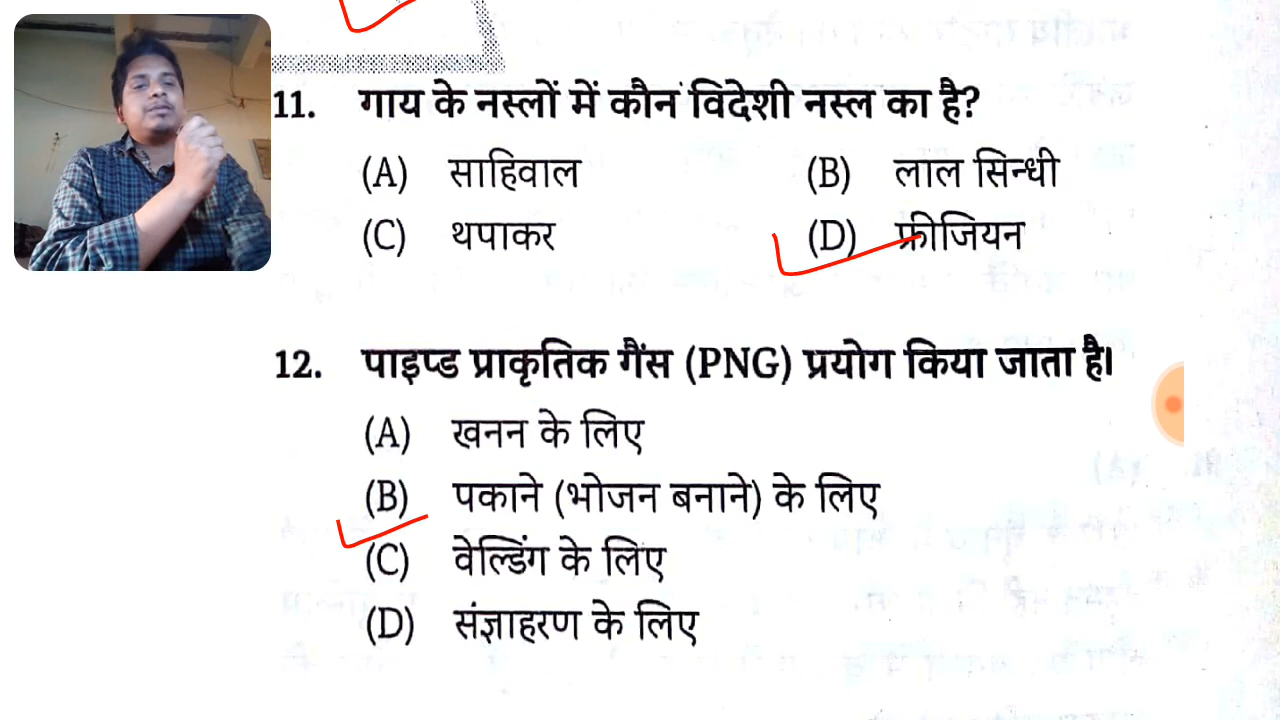 11. गाय के नस्लों में कौन विदेशी नस्ल का है?
(A) साहिवाल (B) लाल सिन्धी
(C) थपाकर (D) फ्रीजियन
12. पाइप्ड प्राकृतिक गैंस (PNG) प्रयोग किया जाता है।
(A) खनन के लिए
(B) पकाने (भोजन बनाने) के लिए
(C) वेल्डिंग के लिए
(D) संज्ञाहरण के लिए